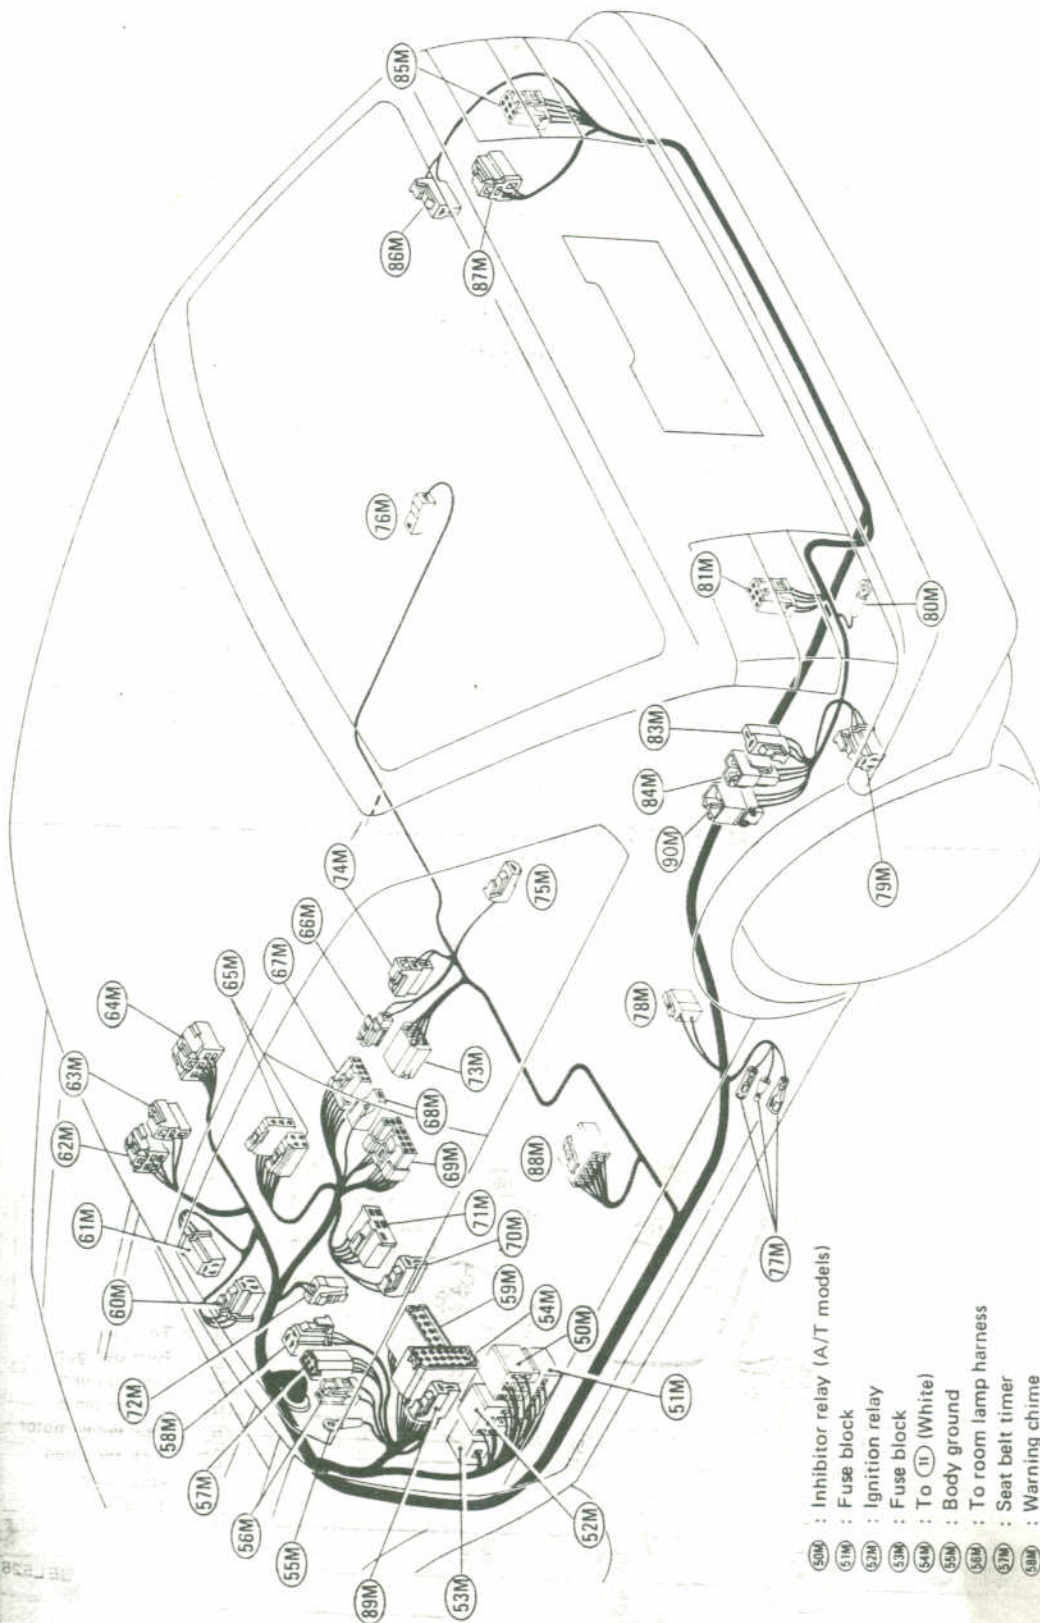 89M
53M
55M
56M
57M
58M
72M
60M
61M
62M
63M
64M
65M
67M
66M
74M
86M
85M
87M
76M
75M
73M
68M
69M
71M
70M
59M
54M
50M
51M
52M
88M
78M
77M
90M
84M
83M
81M
80M
79M
50M : Inhibitor relay (A/T models)
51M : Fuse block
52M : Ignition relay
53M : Fuse block
54M : To 1I (White)
55M : Body ground
56M : To room lamp harness
57M : Seat belt timer
58M : Warning chime